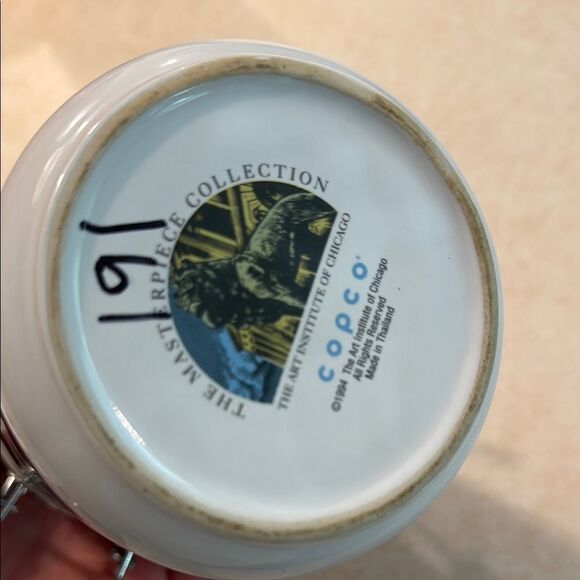 THE MASTERPIECE COLLECTION
THE ART INSTITUTE OF CHICAGO
copco®
©1994 The Art Institute of Chicago
All Rights Reserved
Made in Thailand
191